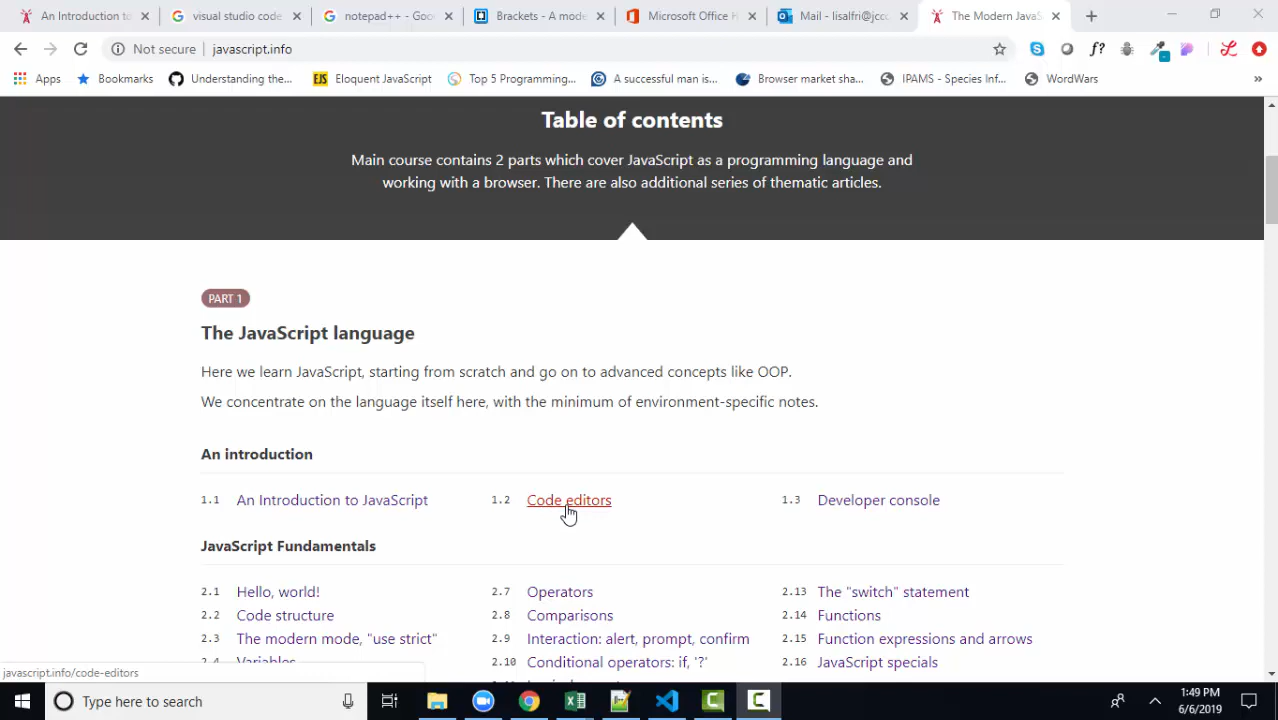 An Introduction to
visual studio code
notepad++ - Goo
Brackets - A mode
Microsoft Office H
Mail - lisalfri@jccc
The Modern JavaS
Not secure
javascript.info
f?
Apps
Bookmarks
Understanding the...
EJS
Eloquent JavaScript
Top 5 Programming...
A successful man is...
Browser market sha...
IPAMS - Species Inf...
WordWars
»
Table of contents
Main course contains 2 parts which cover JavaScript as a programming language and
working with a browser. There are also additional series of thematic articles.
PART 1
The JavaScript language
Here we learn JavaScript, starting from scratch and go on to advanced concepts like OOP.
We concentrate on the language itself here, with the minimum of environment-specific notes.
An introduction
1.1 An Introduction to JavaScript
1.2 Code editors
1.3 Developer console
JavaScript Fundamentals
2.1 Hello, world!
2.2 Code structure
2.3 The modern mode, "use strict"
2.4 Variables
2.7 Operators
2.8 Comparisons
2.9 Interaction: alert, prompt, confirm
2.10 Conditional operators: if, '?'
2.13 The "switch" statement
2.14 Functions
2.15 Function expressions and arrows
2.16 JavaScript specials
javascript.info/code-editors
Type here to search
1:49 PM
6/6/2019